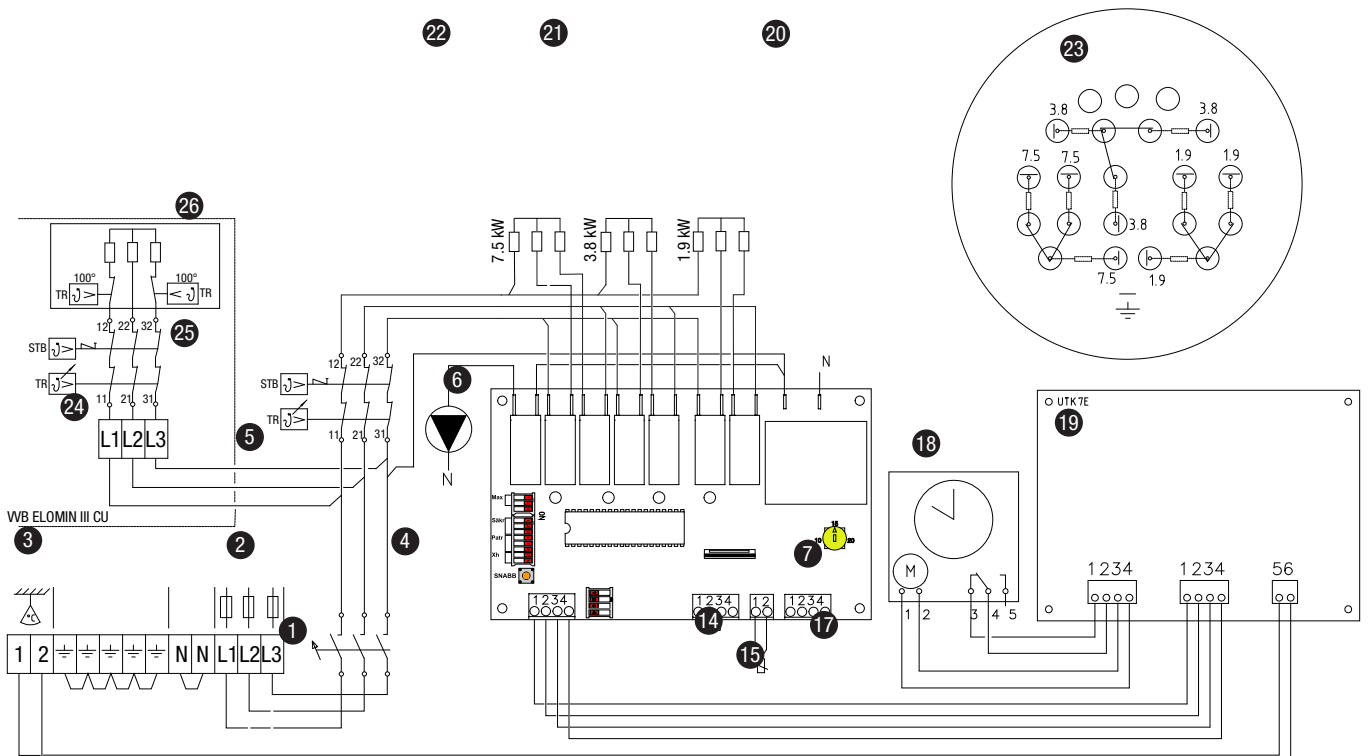 22 21 20
23
3.8 3.8
7.5 7.5 1.9 1.9
3.8
7.5 1.9
26
7.5 kW 3.8 kW 1.9 kW
100° 100°
TR TR
12 22 32
25
STB
TR
24
11 21 31
L1 L2 L3
5
12 22 32
STB
TR
11 21 31
6
N
N
UTK7E
19
18
VVB ELOMIN III CU
3 2 4
Max
Säkr
Patr
Xh
NO
SNABB
15
10 20
7
1234 1234 12 1234
14 15 17
M
1 2 3 4 5
1234 1234 56
1
1 2 N N L1 L2 L3
°C